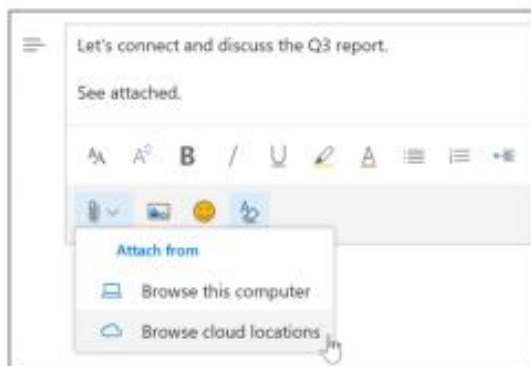 Let's connect and discuss the Q3 report.
See attached.
Attach from
Browse this computer
Browse cloud locations